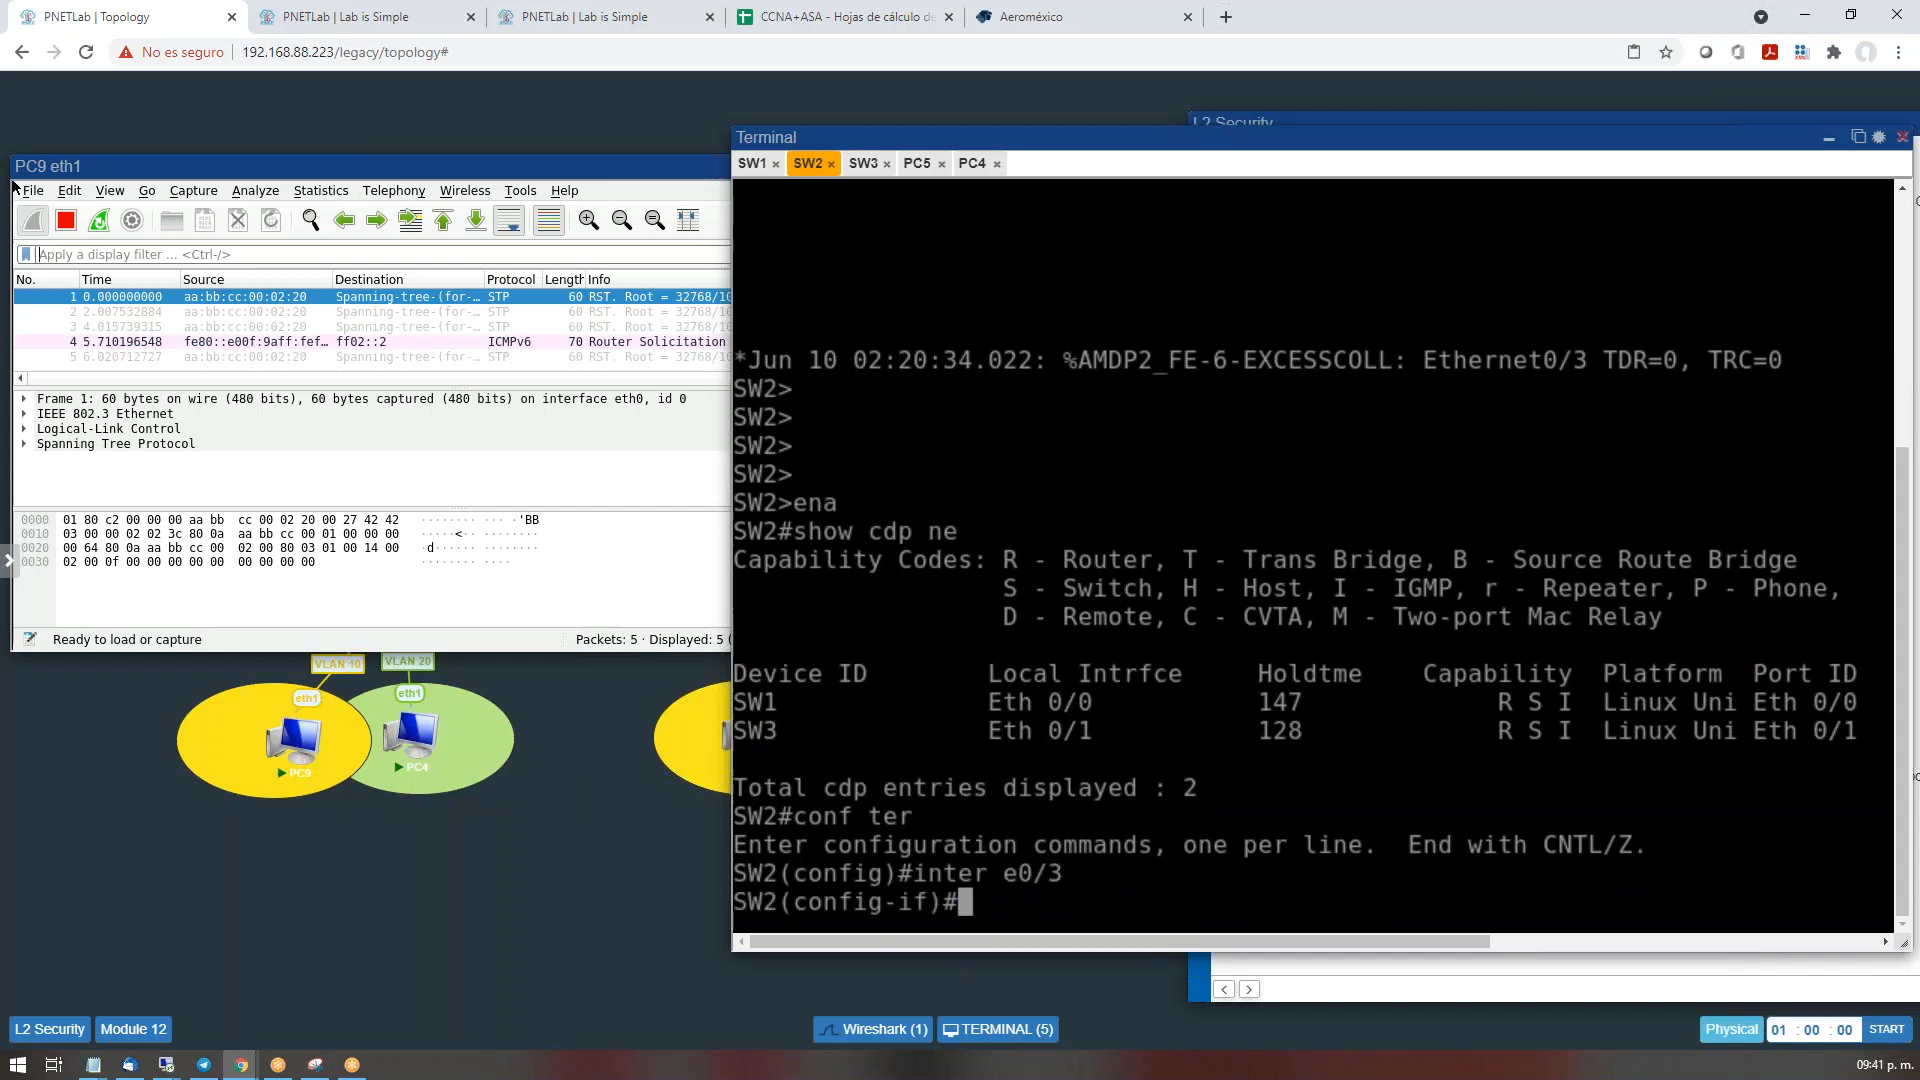 PNETLab | Topology
PNETLab | Lab is Simple
PNETLab | Lab is Simple
CCNA+ASA - Hojas de cálculo de
Aeroméxico
No es seguro
192.168.88.223/legacy/topology#
L2 Security
PC9 eth1
File Edit View Go Capture Analyze Statistics Telephony Wireless Tools Help
Apply a display filter ... <Ctrl-/>
No. Time Source Destination Protocol Length Info
1 0.000000000 aa:bb:cc:00:02:20 Spanning-tree-(for-… STP 60 RST. Root = 32768/10
2 2.007532884 aa:bb:cc:00:02:20 Spanning-tree-(for-… STP 60 RST. Root = 32768/10
3 4.015739315 aa:bb:cc:00:02:20 Spanning-tree-(for-… STP 60 RST. Root = 32768/10
4 5.710196548 fe80::e00f:9aff:fef… ff02::2 ICMPv6 70 Router Solicitation
5 6.020712727 aa:bb:cc:00:02:20 Spanning-tree-(for-… STP 60 RST. Root = 32768/10
Frame 1: 60 bytes on wire (480 bits), 60 bytes captured (480 bits) on interface eth0, id 0
IEEE 802.3 Ethernet
Logical-Link Control
Spanning Tree Protocol
0000 01 80 c2 00 00 00 aa bb cc 00 02 20 00 27 42 42 ········ ··· ·'BB
0010 03 00 00 02 02 3c 80 0a aa bb cc 00 01 00 00 00 ·····<·· ········
0020 00 64 80 0a aa bb cc 00 02 00 80 03 01 00 14 00 ·d······ ········
0030 02 00 0f 00 00 00 00 00 00 00 00 00 ········ ····
Ready to load or capture
Packets: 5 · Displayed: 5 (
VLAN 10
VLAN 20
eth1
eth1
PC9
PC4
Terminal
SW1 SW2 SW3 PC5 PC4
*Jun 10 02:20:34.022: %AMDP2_FE-6-EXCESSCOLL: Ethernet0/3 TDR=0, TRC=0
SW2>
SW2>
SW2>
SW2>
SW2>ena
SW2#show cdp ne
Capability Codes: R - Router, T - Trans Bridge, B - Source Route Bridge
S - Switch, H - Host, I - IGMP, r - Repeater, P - Phone,
D - Remote, C - CVTA, M - Two-port Mac Relay
Device ID Local Intrfce Holdtme Capability Platform Port ID
SW1 Eth 0/0 147 R S I Linux Uni Eth 0/0
SW3 Eth 0/1 128 R S I Linux Uni Eth 0/1
Total cdp entries displayed : 2
SW2#conf ter
Enter configuration commands, one per line. End with CNTL/Z.
SW2(config)#inter e0/3
SW2(config-if)#
L2 Security
Module 12
Wireshark (1)
TERMINAL (5)
Physical
01 : 00 : 00
START
09:41 p. m.